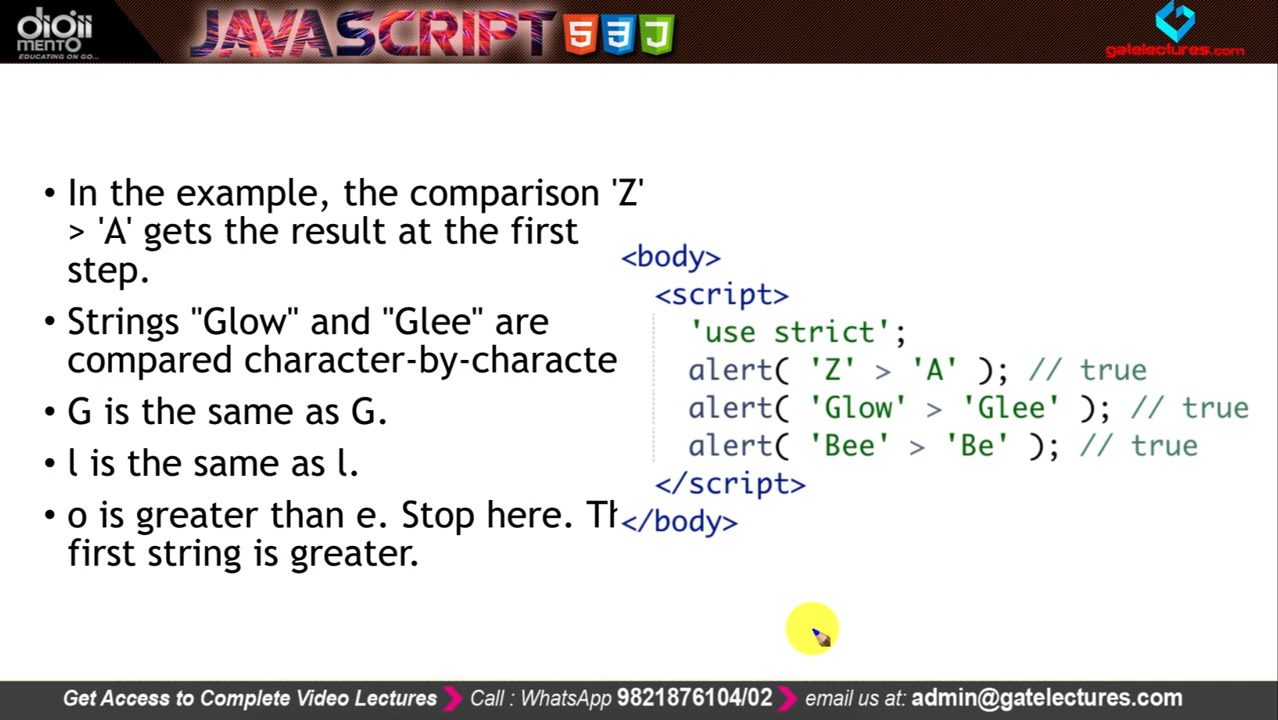 DIGII
MENTO
EDUCATING ON GO...
JAVASCRIPT 5 3 J
gatelectures.com
• In the example, the comparison 'Z'
> 'A' gets the result at the first
step.
• Strings "Glow" and "Glee" are
compared character-by-characte
• G is the same as G.
• l is the same as l.
• o is greater than e. Stop here. Th
first string is greater.
<body>
<script>
'use strict';
alert( 'Z' > 'A' ); // true
alert( 'Glow' > 'Glee' ); // true
alert( 'Bee' > 'Be' ); // true
</script>
</body>
Get Access to Complete Video Lectures Call : WhatsApp 9821876104/02 email us at: admin@gatelectures.com